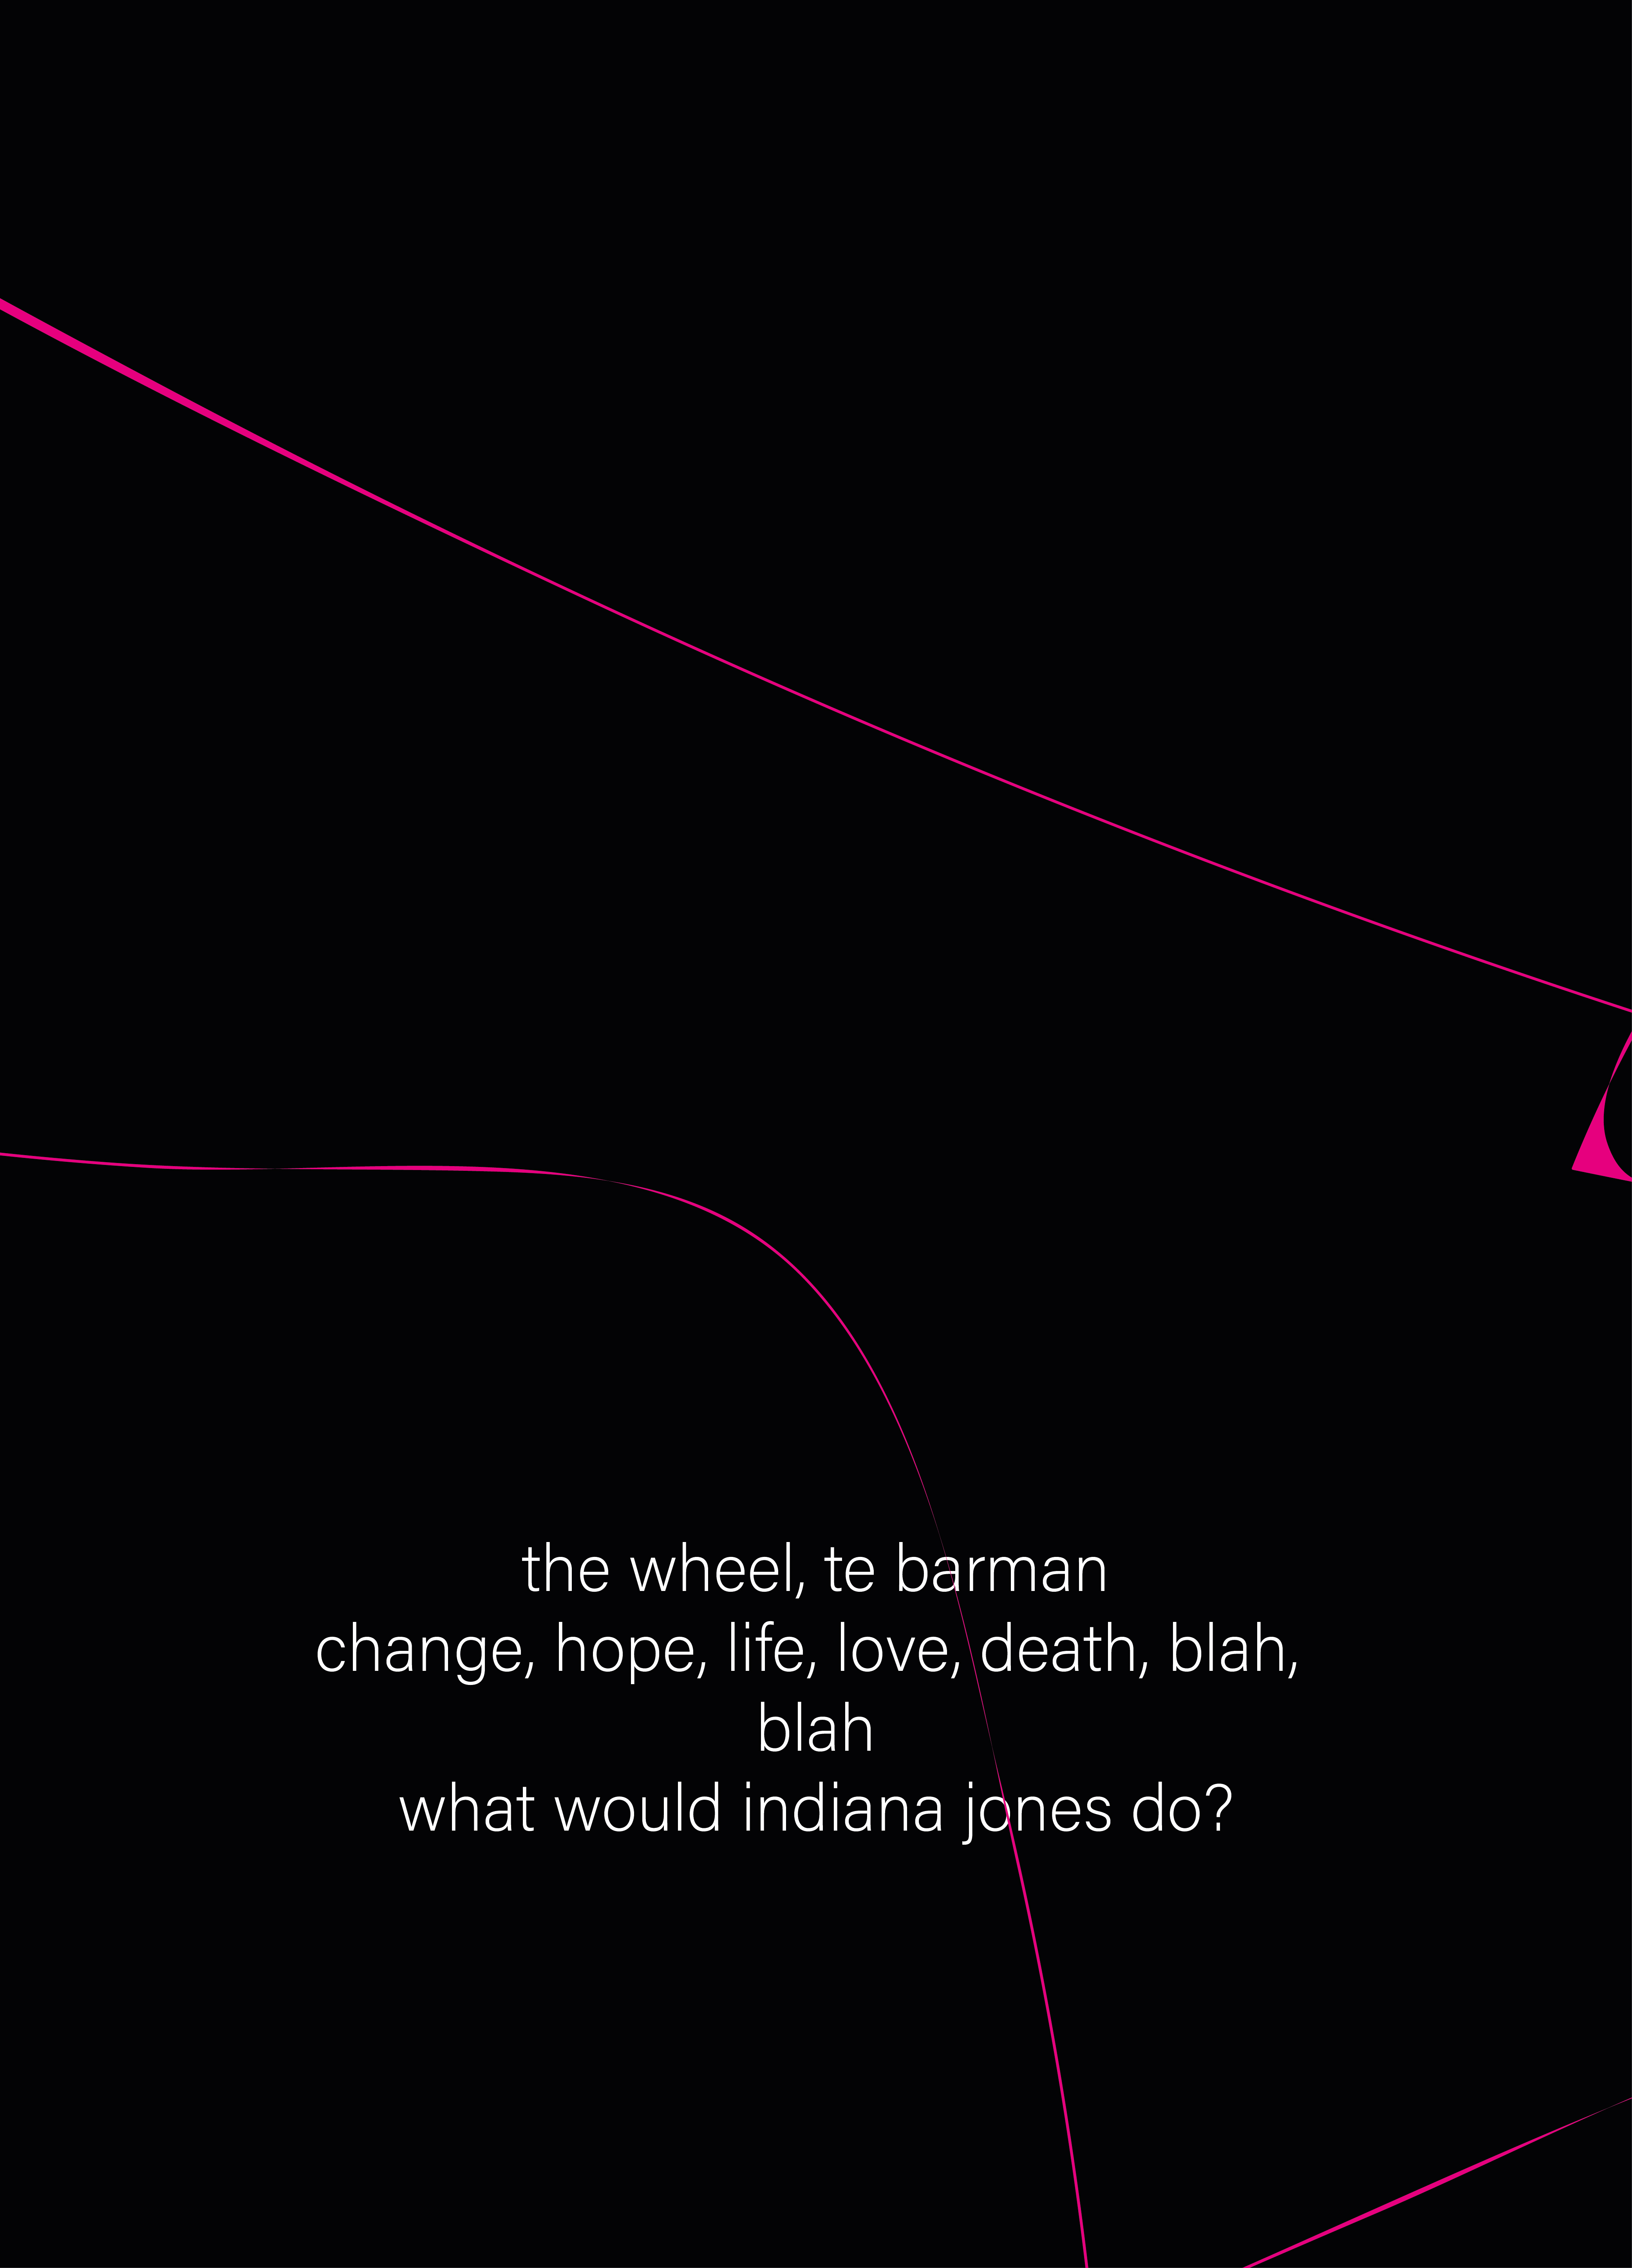 the wheel, te barman
change, hope, life, love, death, blah,
blah
what would indiana jones do?